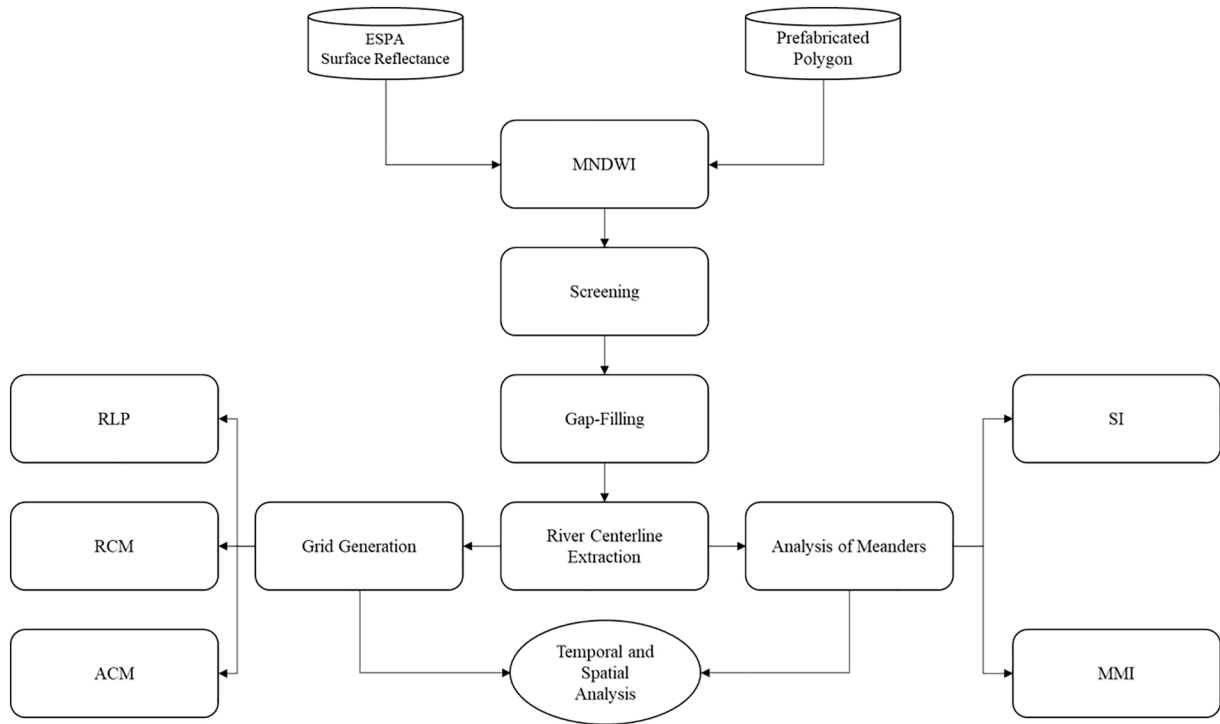 ESPA
Surface Reflectance
Prefabricated
Polygon
MNDWI
Screening
Gap-Filling
RLP
SI
RCM
Grid Generation
River Centerline
Extraction
Analysis of Meanders
ACM
Temporal and
Spatial
Analysis
MMI